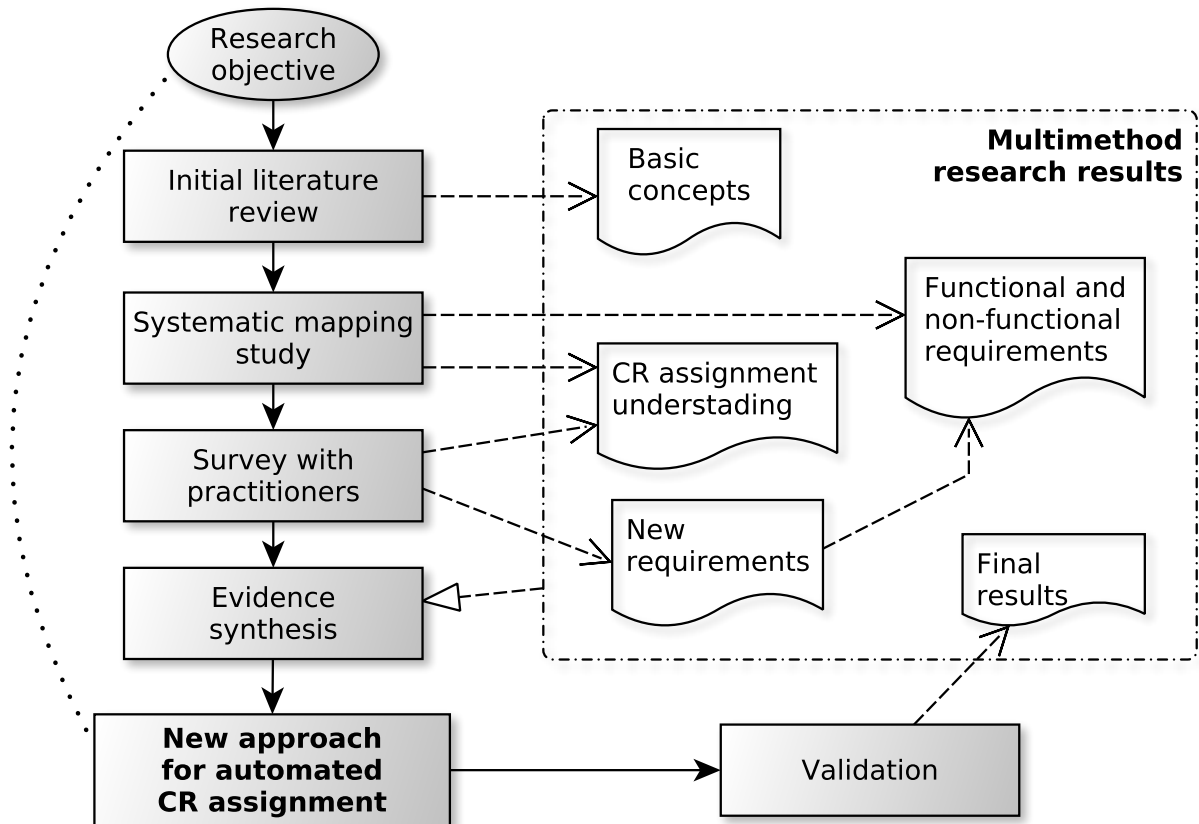 Research
objective
Initial literature
review
Systematic mapping
study
Survey with
practitioners
Evidence
synthesis
New approach
for automated
CR assignment
Multimethod
research results
Basic
concepts
Functional and
non-functional
requirements
CR assignment
understading
New
requirements
Final
results
Validation